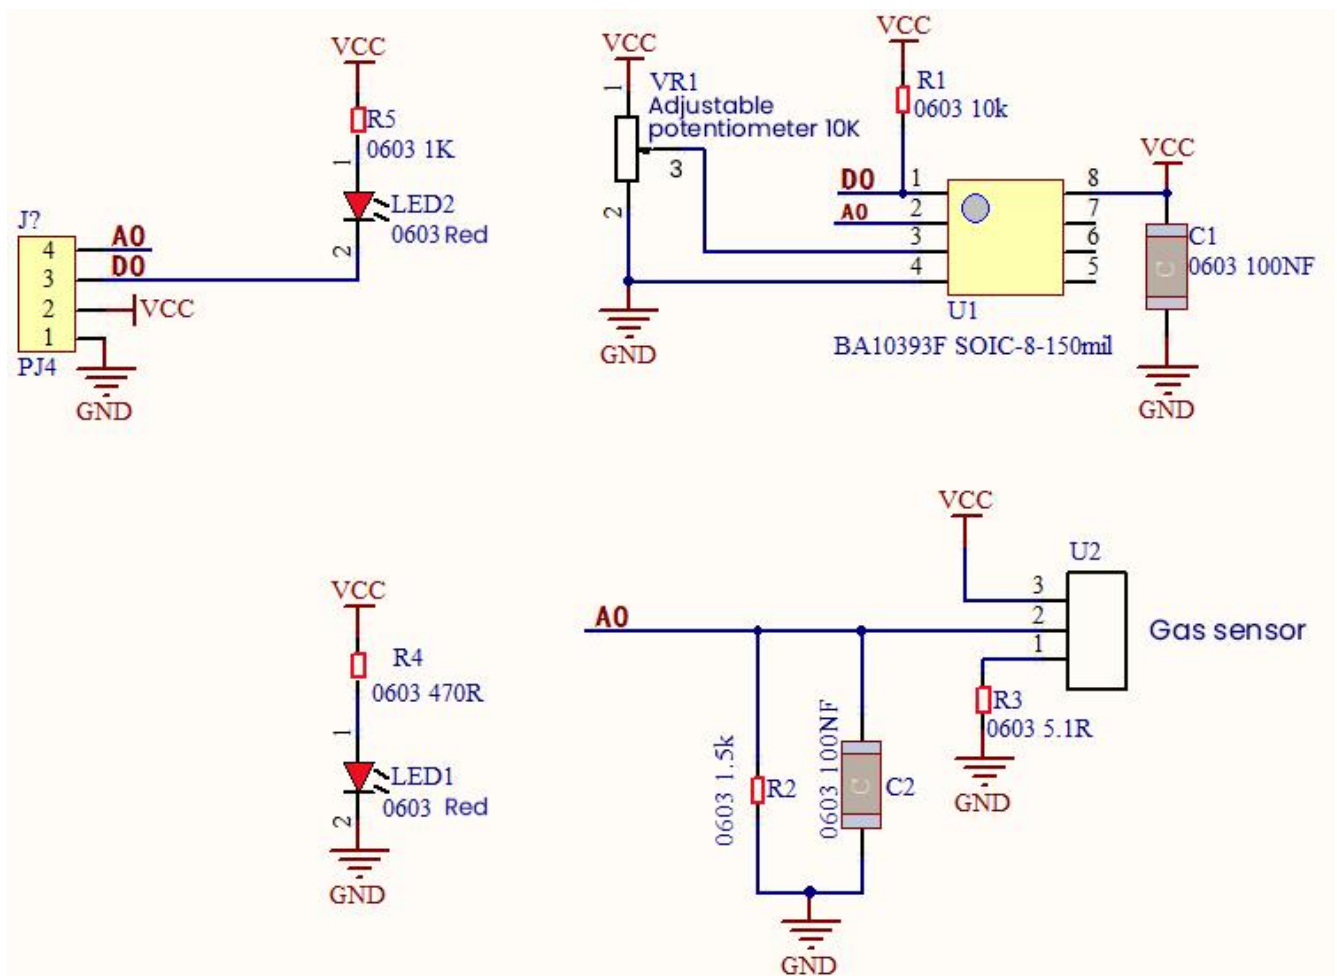 VCC
R5
0603 1K
1
LED2
0603 Red
2
J?
4
A0
3
D0
2
VCC
1
PJ4
GND
VCC
1
VR1
Adjustable
potentiometer 10K
3
2
GND
VCC
R1
0603 10k
D0
1
A0
2
3
4
8
7
6
5
U1
BA10393F SOIC-8-150mil
VCC
C1
C
0603 100NF
GND
VCC
R4
0603 470R
1
LED1
0603 Red
2
GND
A0
0603 1.5k
R2
0603 100NF
C
C2
GND
VCC
U2
3
2
1
Gas sensor
R3
0603 5.1R
GND